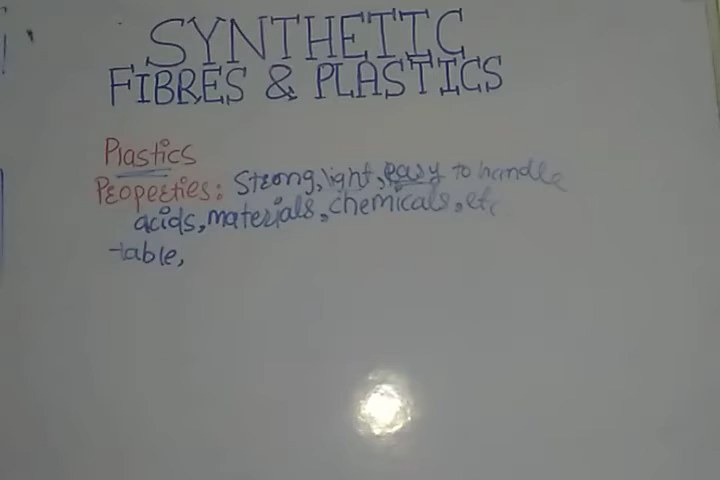 SYNTHETIC
FIBRES & PLASTICS
Plastics
Properties: Strong, light, easy to handle
acids, materials, chemicals, etc
table,